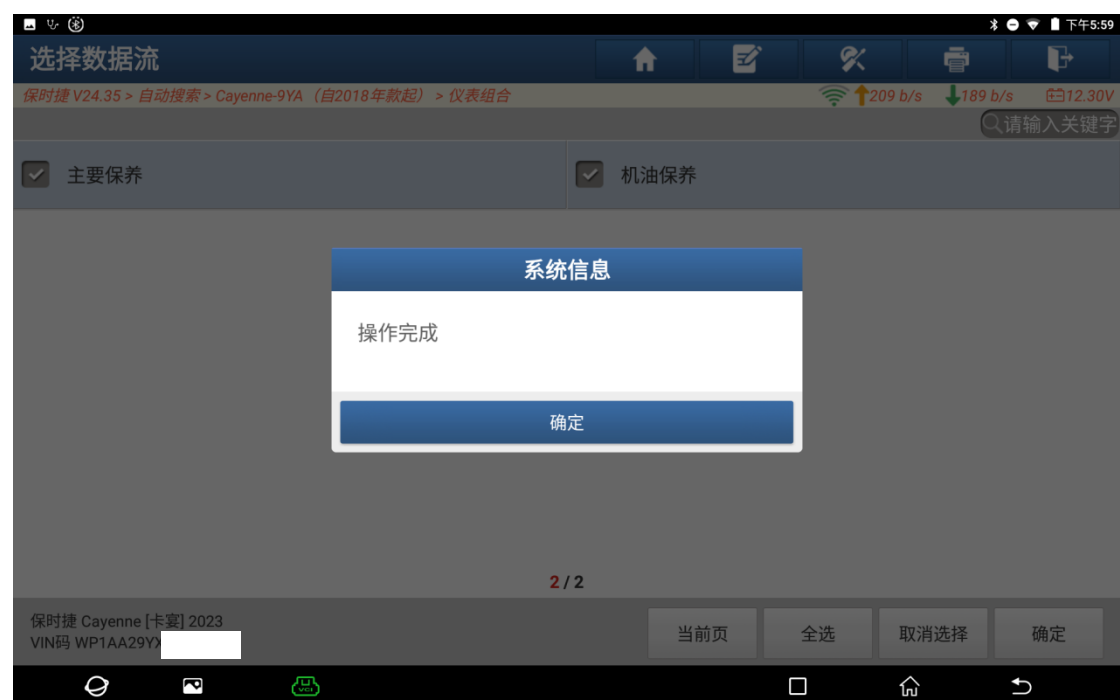 下午5:59
选择数据流
保时捷 V24.35 > 自动搜索 > Cayenne-9YA（自2018年款起） > 仪表组合
209 b/s 189 b/s 12.30V
请输入关键字
主要保养 机油保养
系统信息
操作完成
确定
2 / 2
保时捷 Cayenne [卡宴] 2023
VIN码 WP1AA29Y
当前页 全选 取消选择 确定
VCI